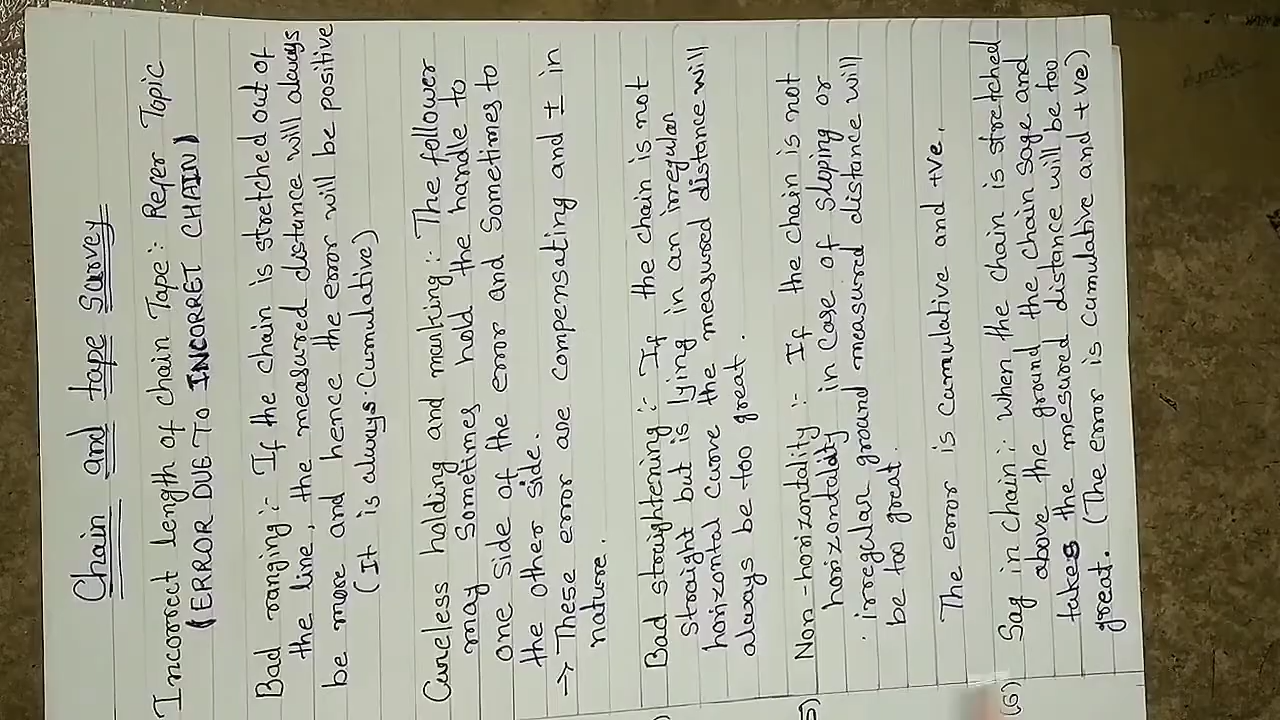 Chain and tape Survey
Incorrect length of chain Tape: Refer Topic
(ERROR DUE TO INCORRET CHAIN)
Bad ranging :- If the chain is stretched out of
the line, the measured distance will always
be more and hence the error will be positive
(It is always Cumulative)
Careless holding and marking :- The follower
may Sometimes hold the handle to
one side of the error and Sometimes to
the other side.
→ These error are compensating and ± in
nature.
Bad straightening :- If the chain is not
straight but is lying in an irregular
horizontal curve the measured distance will
always be too great.
Non-horizontality :- If the chain is not
horizontality in Case of sloping or
irregular ground measured distance will
be too great.
The error is Cumulative and +ve.
(6) Sag in chain: when the chain is stretched
above the ground the chain sage and
takes the mesured distance will be too
great. (The error is cumulative and +ve)
5)